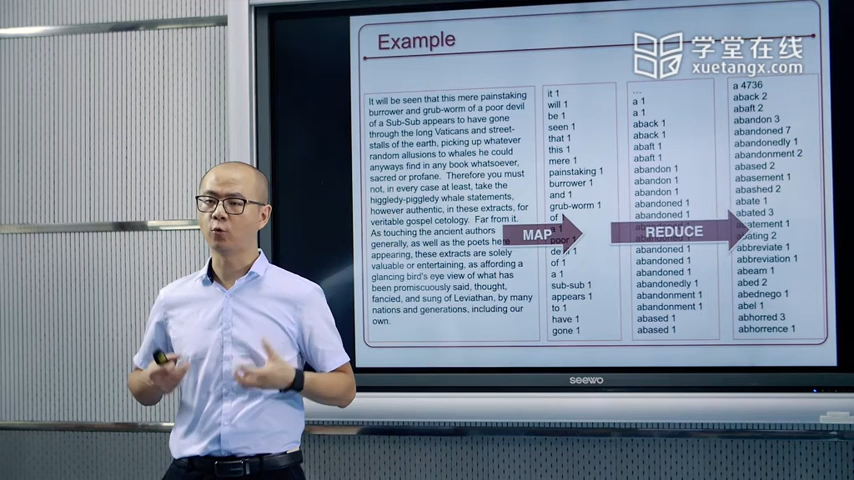 Example
学堂在线
xuetangx.com
It will be seen that this mere painstaking
burrower and grub-worm of a poor devil
of a Sub-Sub appears to have gone
through the long Vaticans and street-
stalls of the earth, picking up whatever
random allusions to whales he could
anyways find in any book whatsoever,
sacred or profane. Therefore you must
not, in every case at least, take the
higgledy-piggledy whale statements,
however authentic, in these extracts, for
veritable gospel cetology. Far from it.
As touching the ancient authors
generally, as well as the poets here
appearing, these extracts are solely
valuable or entertaining, as affording a
glancing bird's eye view of what has
been promiscuously said, thought,
fancied, and sung of Leviathan, by many
nations and generations, including our
own.
MAP
it 1
will 1
be 1
seen 1
that 1
this 1
mere 1
painstaking 1
burrower 1
and 1
grub-worm 1
of
a 1
poor 1
1
of 1
a 1
sub-sub 1
appears 1
to 1
have 1
gone 1
REDUCE
...
a 1
a 1
aback 1
aback 1
abaft 1
abaft 1
abandon 1
abandon 1
abandon 1
abandoned 1
abandoned 1
abandoned 1
abandoned 1
abandoned 1
abandoned 1
abandonedly 1
abandonment 1
abandonment 1
abased 1
abased 1
a 4736
aback 2
abaft 2
abandon 3
abandoned 7
abandonedly 1
abandonment 2
abased 2
abasement 1
abashed 2
abate 1
abated 3
abatement 1
abating 2
abbreviate 1
abbreviation 1
abeam 1
abed 2
abednego 1
abel 1
abhorred 3
abhorrence 1
seewo